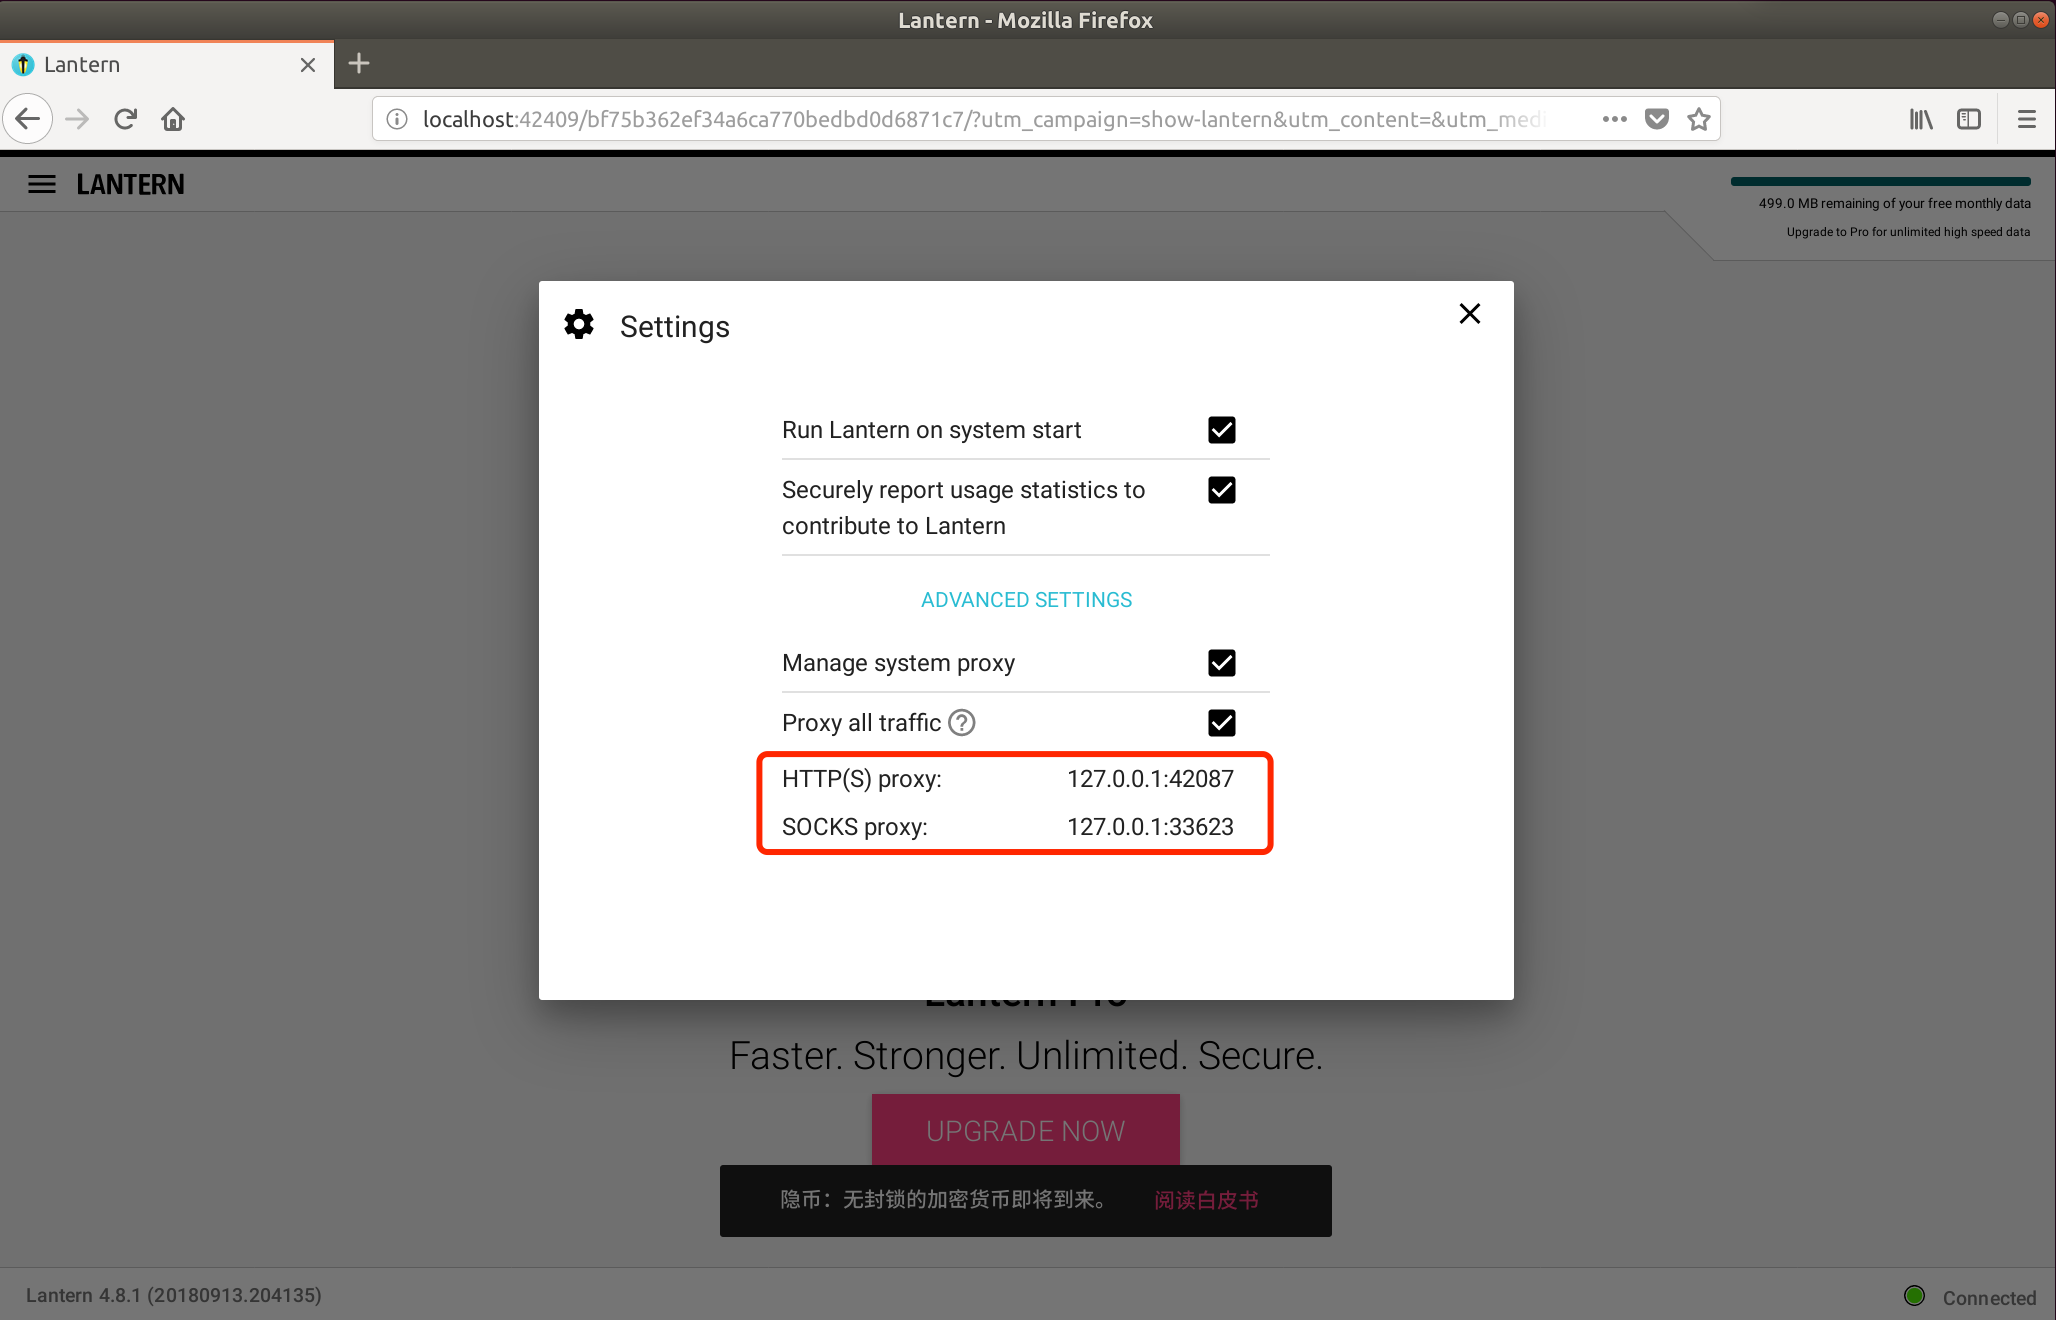 Lantern - Mozilla Firefox
Lantern
localhost:42409/bf75b362ef34a6ca770bedbd0d6871c7/?utm_campaign=show-lantern&utm_content=&utm_medi
LANTERN
499.0 MB remaining of your free monthly data
Upgrade to Pro for unlimited high speed data
Settings
Run Lantern on system start
Securely report usage statistics to
contribute to Lantern
ADVANCED SETTINGS
Manage system proxy
Proxy all traffic ?
HTTP(S) proxy: 127.0.0.1:42087
SOCKS proxy: 127.0.0.1:33623
Lantern Pro
Faster. Stronger. Unlimited. Secure.
UPGRADE NOW
隐币：无封锁的加密货币即将到来。 阅读白皮书
Lantern 4.8.1 (20180913.204135)
Connected